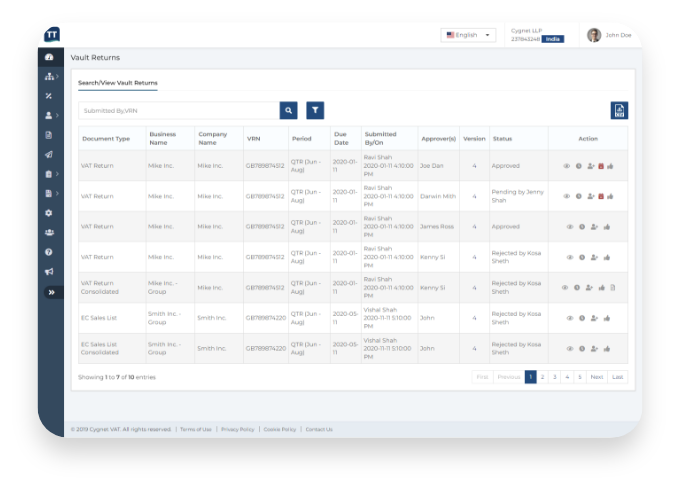 TT
English
Cygnet LLP
237843248 India
John Doe
Vault Returns
Search/View Vault Returns
Submitted By,VRN
Document Type Business Name Company Name VRN Period Due Date Submitted By/On Approver(s) Version Status Action
VAT Return Mike Inc. Mike Inc. GB789874512 QTR (Jun - Aug) 2020-01-11 Ravi Shah 2020-01-11 4:10:00 PM Joe Dan 4 Approved
VAT Return Mike Inc. Mike Inc. GB789874512 QTR (Jun - Aug) 2020-01-11 Ravi Shah 2020-01-11 4:10:00 PM Darwin Mith 4 Pending by Jenny Shah
VAT Return Mike Inc. Mike Inc. GB789874512 QTR (Jun - Aug) 2020-01-11 Ravi Shah 2020-01-11 4:10:00 PM James Ross 4 Approved
VAT Return Mike Inc. Mike Inc. GB789874512 QTR (Jun - Aug) 2020-01-11 Ravi Shah 2020-01-11 4:10:00 PM Kenny Si 4 Rejected by Kosa Sheth
VAT Return Consolidated Mike Inc. - Group Mike Inc. GB789874512 QTR (Jun - Aug) 2020-01-11 Ravi Shah 2020-01-11 4:10:00 PM Kenny Si 4 Rejected by Kosa Sheth
EC Sales List Smith Inc. - Group Smith Inc. GB789874220 QTR (Jun - Aug) 2020-05-11 Vishal Shah 2020-11-11 5:10:00 PM John 4 Rejected by Kosa Sheth
EC Sales List Consolidated Smith Inc. - Group Smith Inc. GB789874220 QTR (Jun - Aug) 2020-05-11 Vishal Shah 2020-11-11 5:10:00 PM John 4 Rejected by Kosa Sheth
Showing 1 to 7 of 10 entries
First Previous 1 2 3 4 5 Next Last
© 2019 Cygnet VAT. All rights reserved. | Terms of Use | Privacy Policy | Cookie Policy | Contact Us